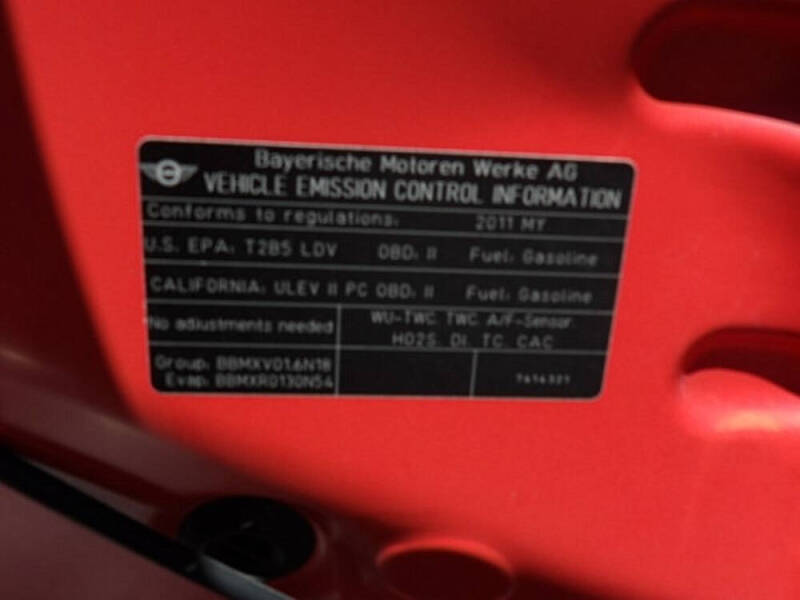 Bayerische Motoren Werke AG
VEHICLE EMISSION CONTROL INFORMATION
Conforms to regulations: 2011 MY
U.S. EPA: T2B5 LDV OBD: II Fuel: Gasoline
CALIFORNIA: ULEV II PC OBD: II Fuel: Gasoline
No adjustments needed
WU-TWC, TWC, A/F-Sensor,
HO2S, DI, TC, CAC
Group: BBMXV01.6N18
Evap: BBMXR0130N54